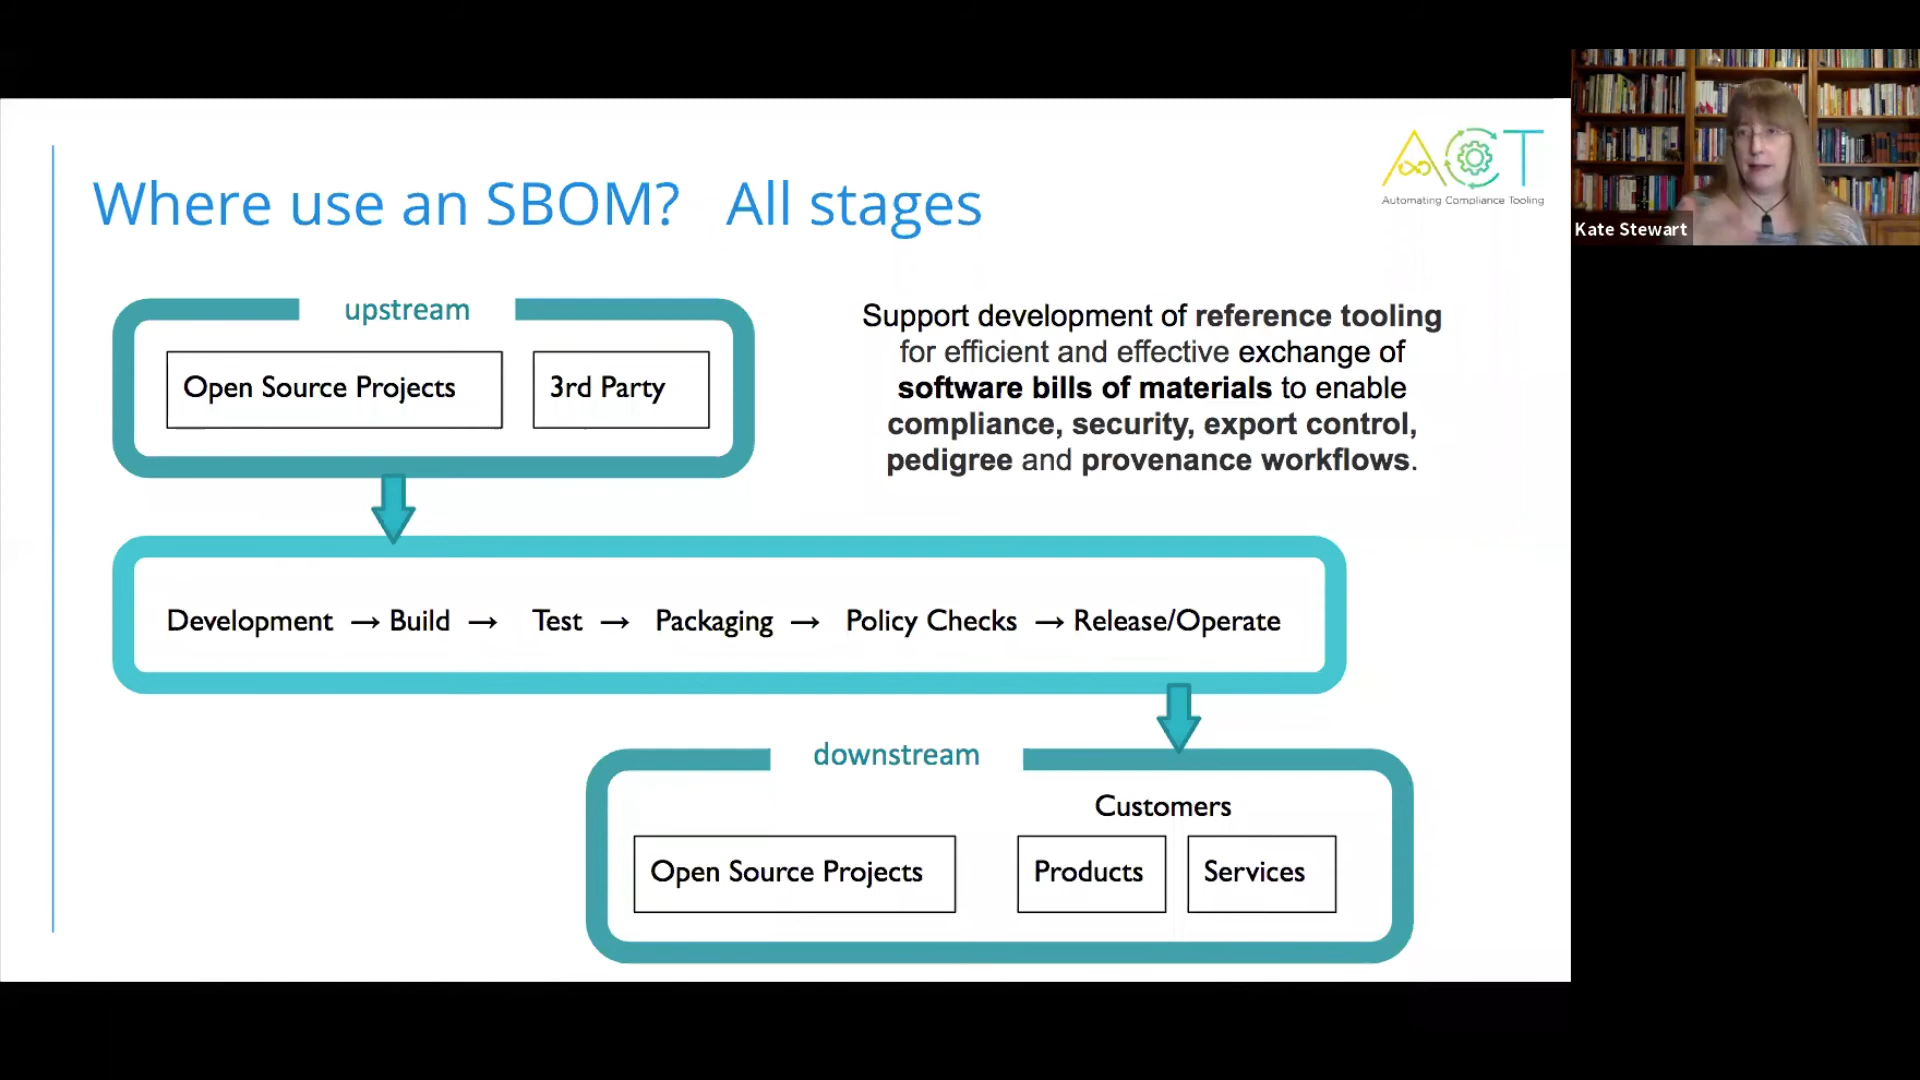 Where use an SBOM? All stages
ACT
Automating Compliance Tooling
Kate Stewart
upstream
Open Source Projects
3rd Party
Support development of reference tooling
for efficient and effective exchange of
software bills of materials to enable
compliance, security, export control,
pedigree and provenance workflows.
Development → Build → Test → Packaging → Policy Checks → Release/Operate
downstream
Customers
Open Source Projects
Products
Services